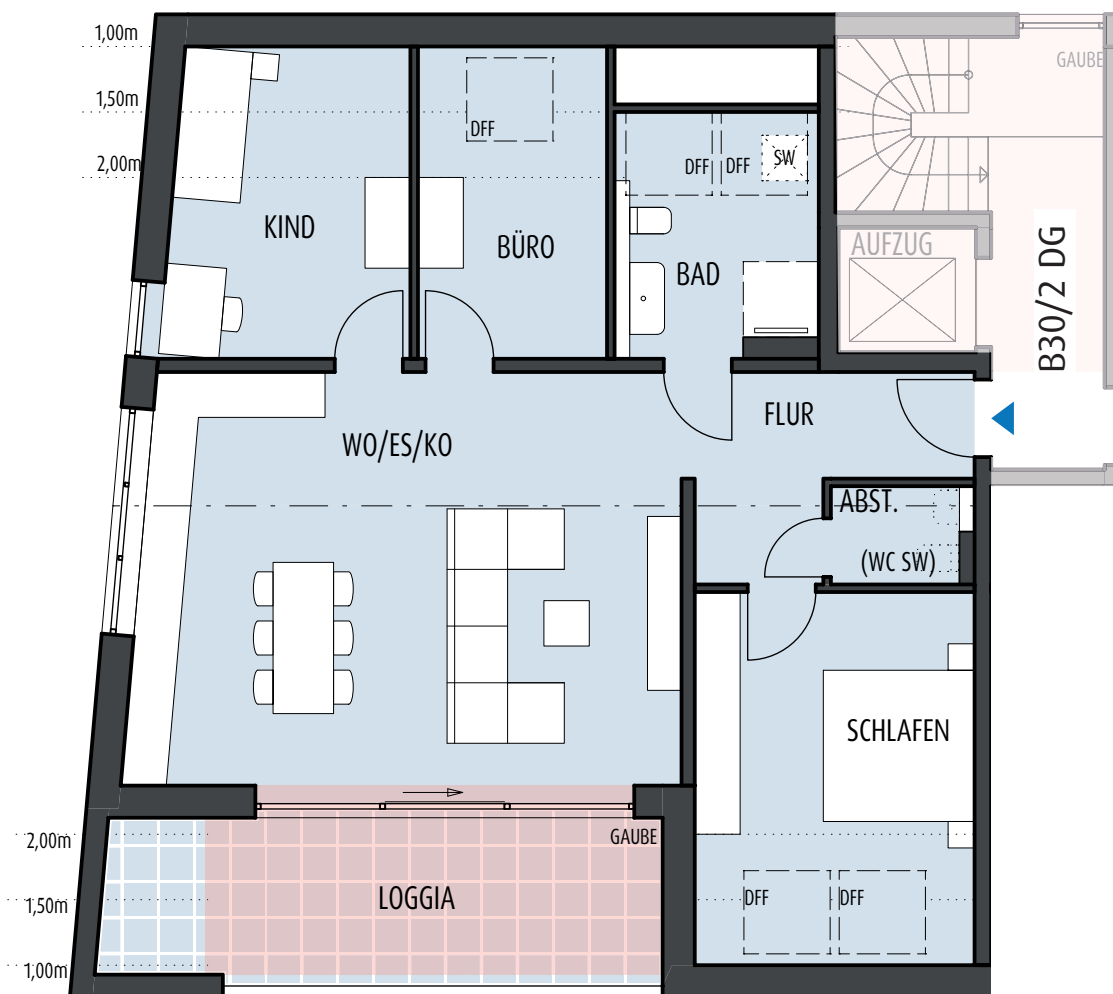 1,00m
GAUBE
1,50m
DFF
2,00m
DFF
DFF
SW
KIND
BÜRO
BAD
AUFZUG
B30/2 DG
WO/ES/KO
FLUR
ABST.
(WC SW)
SCHLAFEN
2,00m
GAUBE
LOGGIA
DFF
DFF
1,50m
1,00m